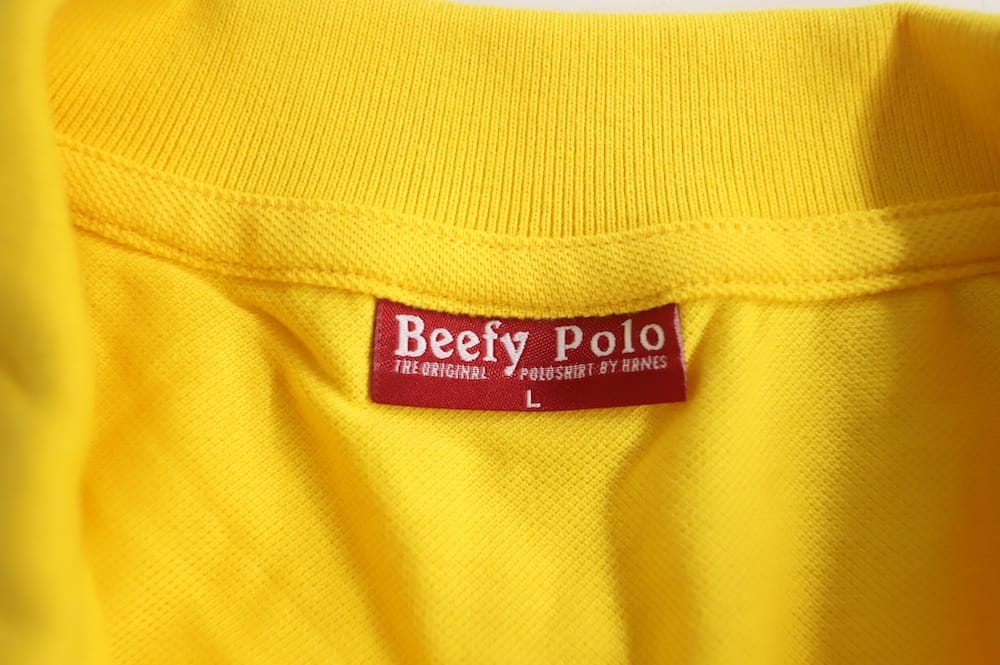 Beefy Polo
THE ORIGINAL POLOSHIRT BY HANES
L